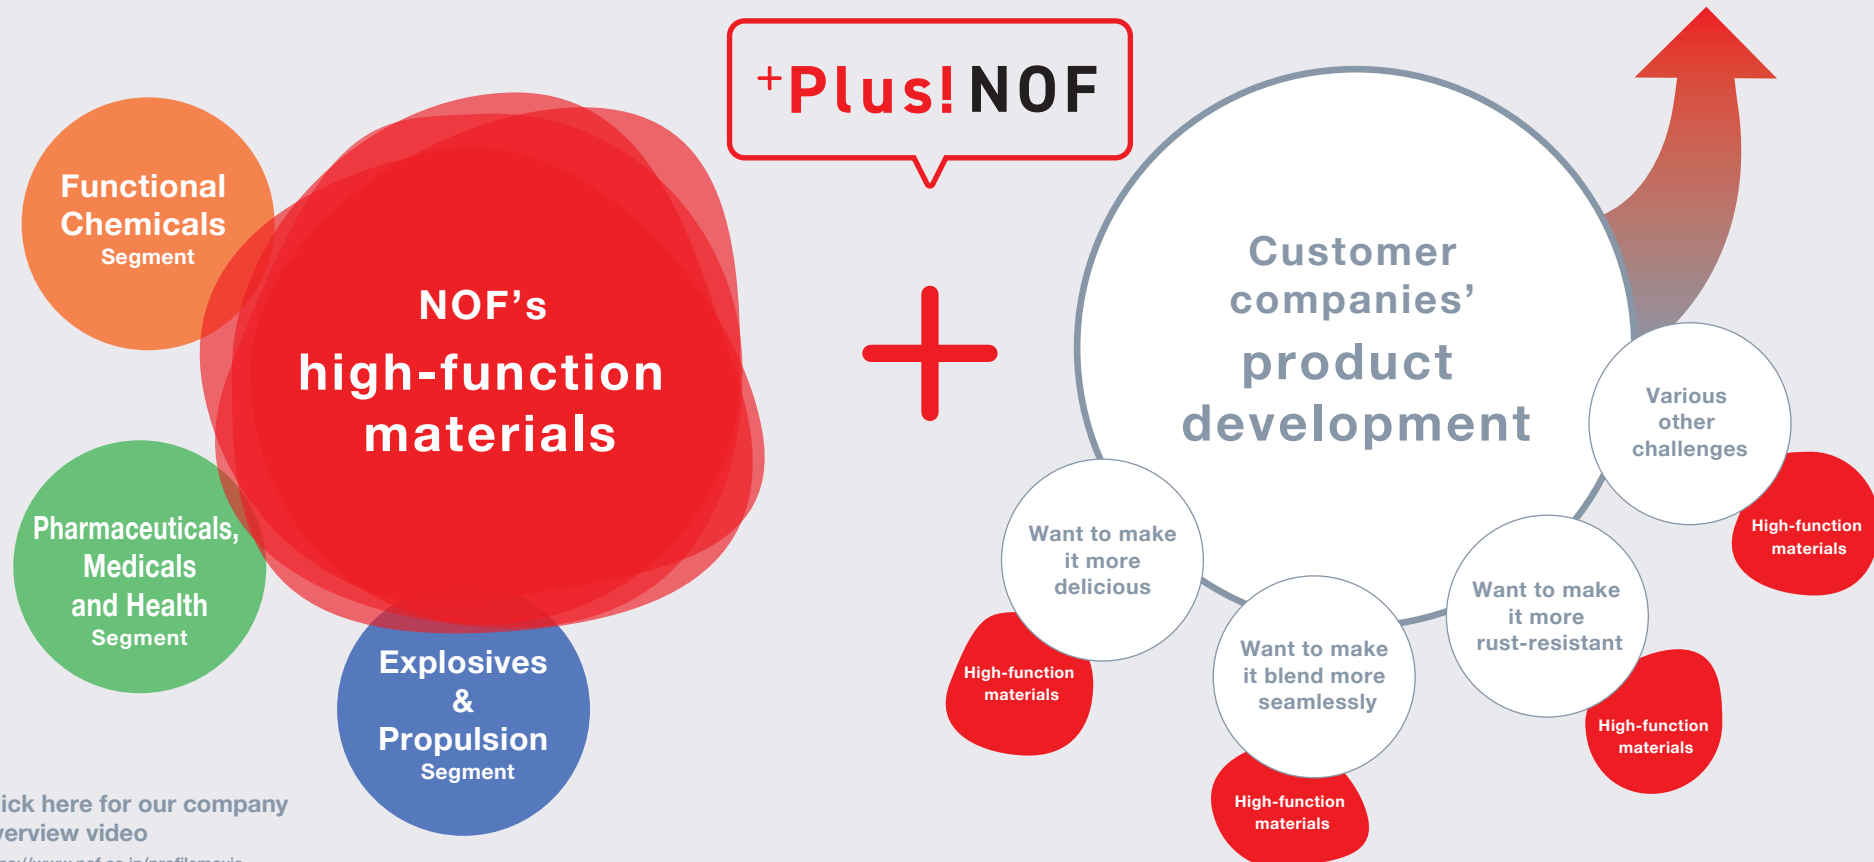 +Plus! NOF
Functional
Chemicals
Segment
NOF’s
high-function
materials
Pharmaceuticals,
Medicals
and Health
Segment
Explosives
&
Propulsion
Segment
+
Customer
companies’
product
development
Want to make
it more
delicious
High-function
materials
Want to make
it blend more
seamlessly
High-function
materials
Want to make
it more
rust-resistant
High-function
materials
Various
other
challenges
High-function
materials
ick here for our company
verview video